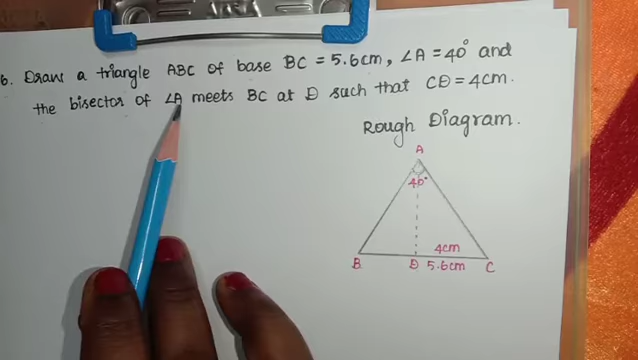 6. Draw a triangle ABC of base BC = 5.6cm, ∠A = 40° and
the bisector of ∠A meets BC at D such that CD = 4cm.
Rough Diagram.
A
40°
4cm
B D 5.6cm C